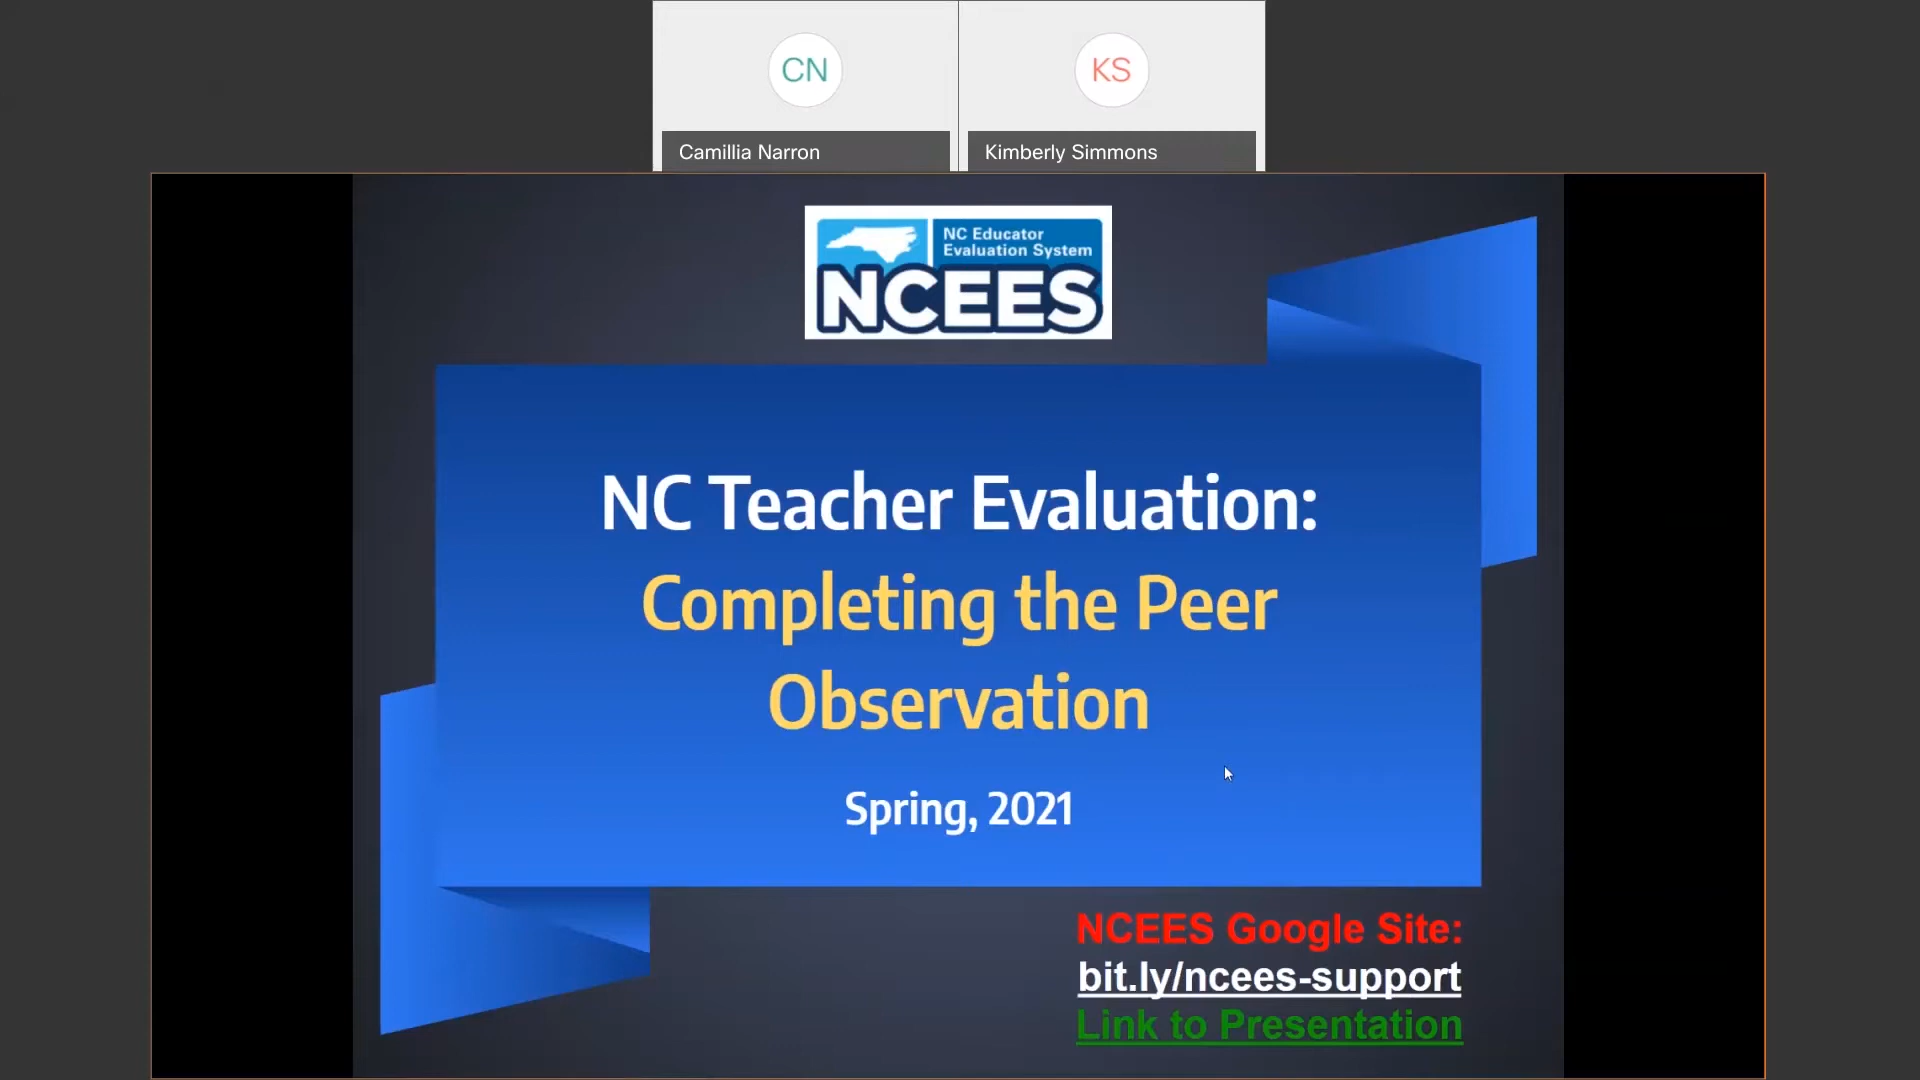 CN
KS
Camillia Narron
Kimberly Simmons
NC Educator
Evaluation System
NCEES
NC Teacher Evaluation:
Completing the Peer
Observation
Spring, 2021
NCEES Google Site:
bit.ly/ncees-support
Link to Presentation